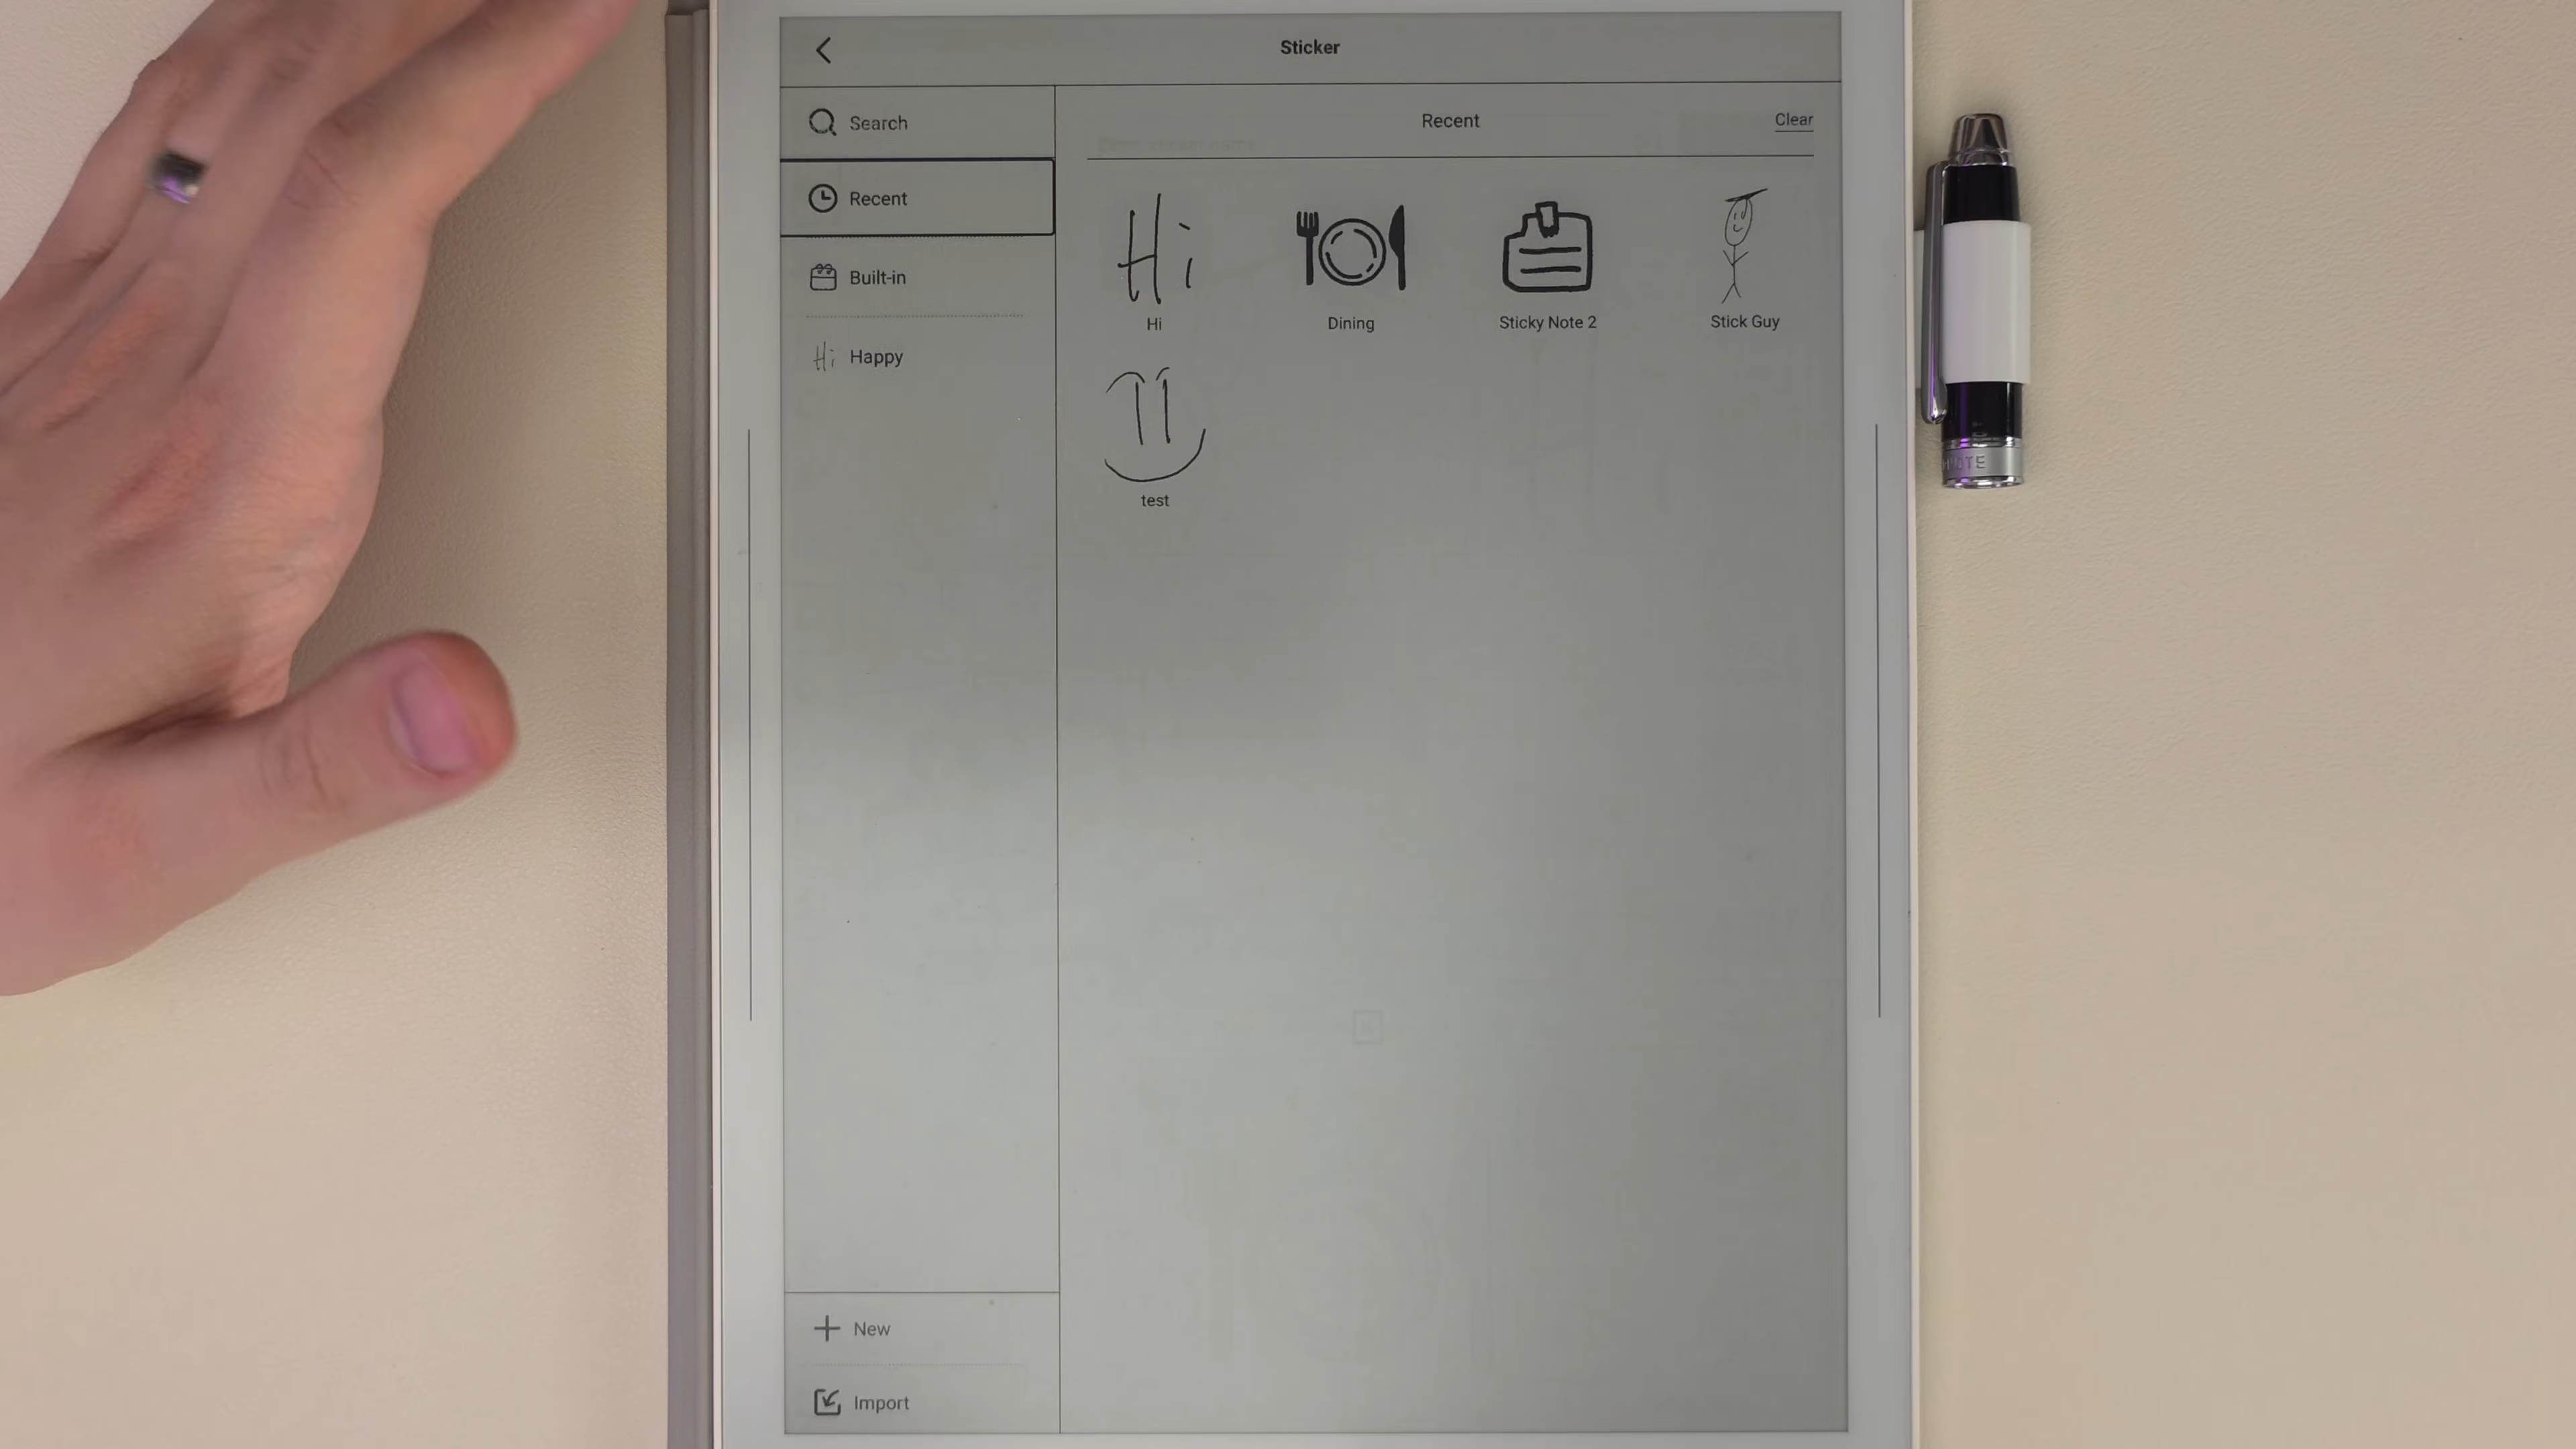 Sticker
Search
Recent
Clear
Recent
Built-in
Happy
Hi
Hi
Hi
Dining
Sticky Note 2
Stick Guy
test
New
Import